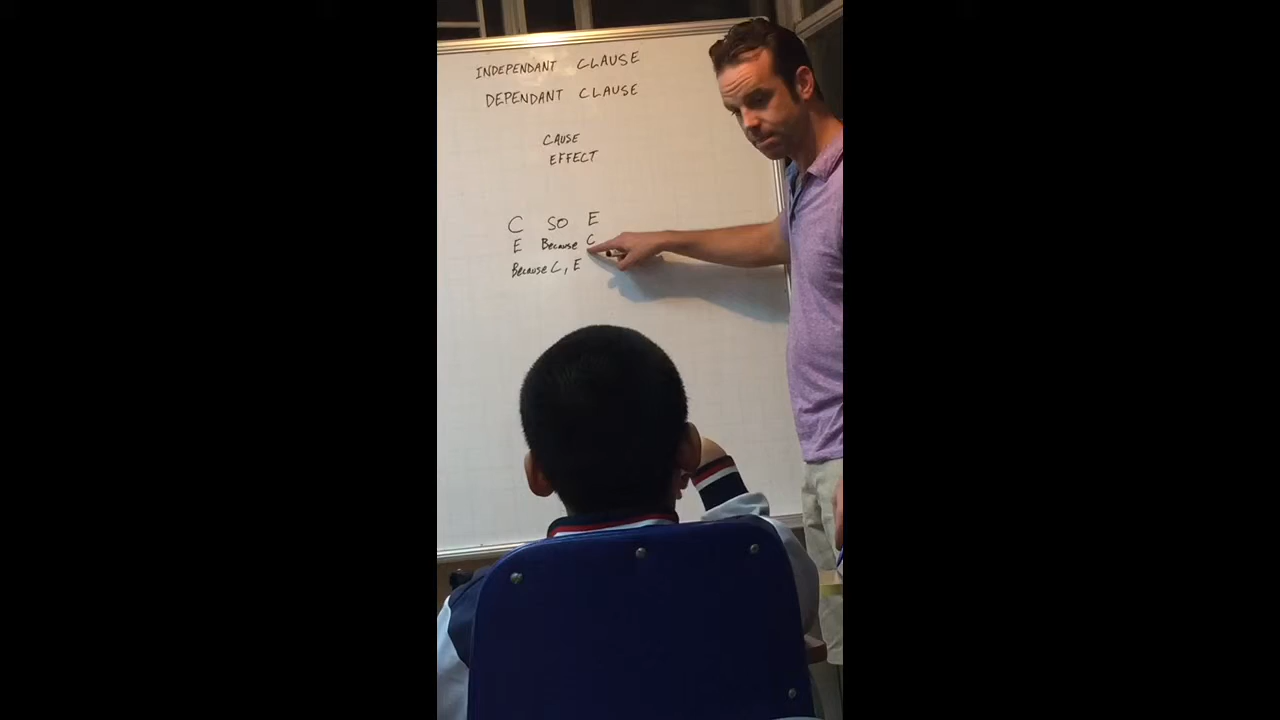 INDEPENDANT CLAUSE
DEPENDANT CLAUSE
CAUSE
EFFECT
C SO E
E Because C
Because C, E